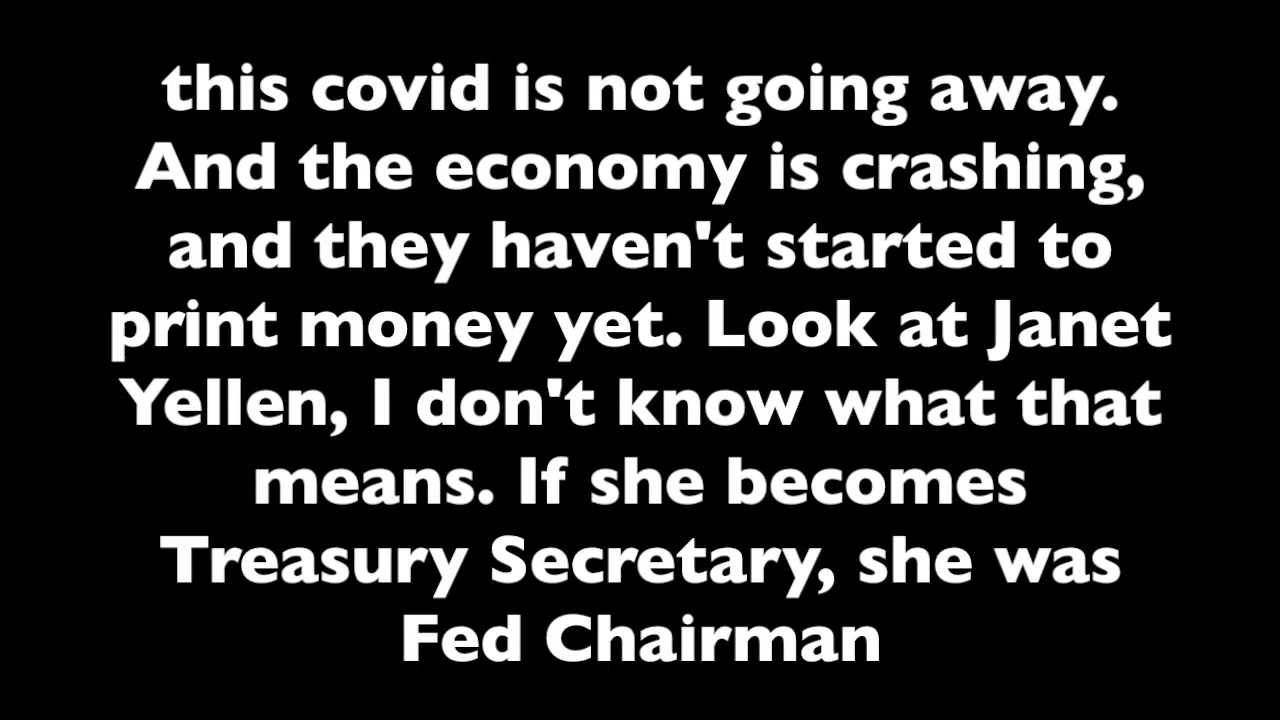 this covid is not going away.
And the economy is crashing,
and they haven't started to
print money yet. Look at Janet
Yellen, I don't know what that
means. If she becomes
Treasury Secretary, she was
Fed Chairman